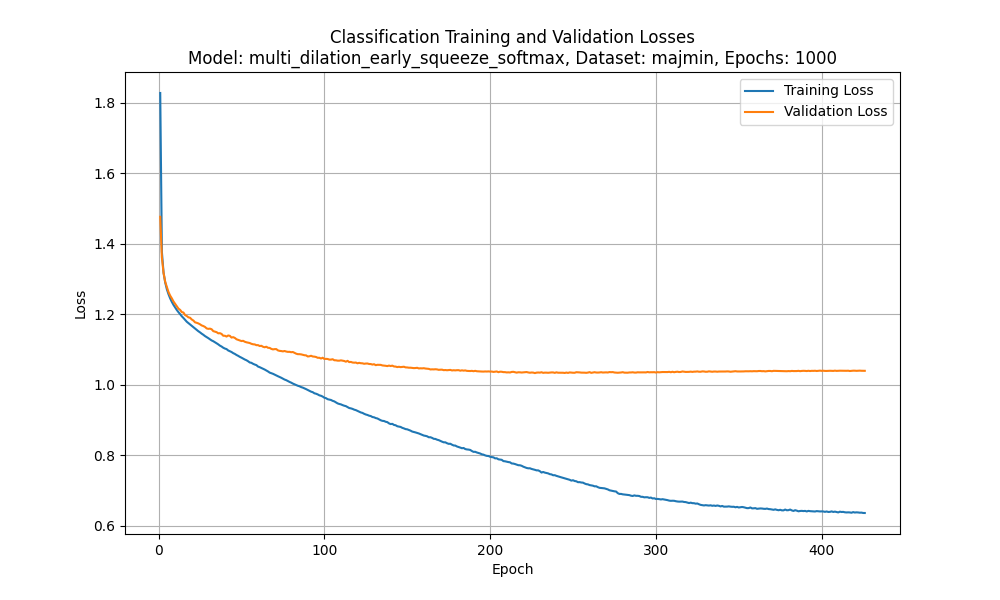 Classification Training and Validation Losses
Model: multi_dilation_early_squeeze_softmax, Dataset: majmin, Epochs: 1000
Training Loss
Validation Loss
1.8
1.6
1.4
1.2
1.0
0.8
0.6
Loss
0
100
200
300
400
Epoch